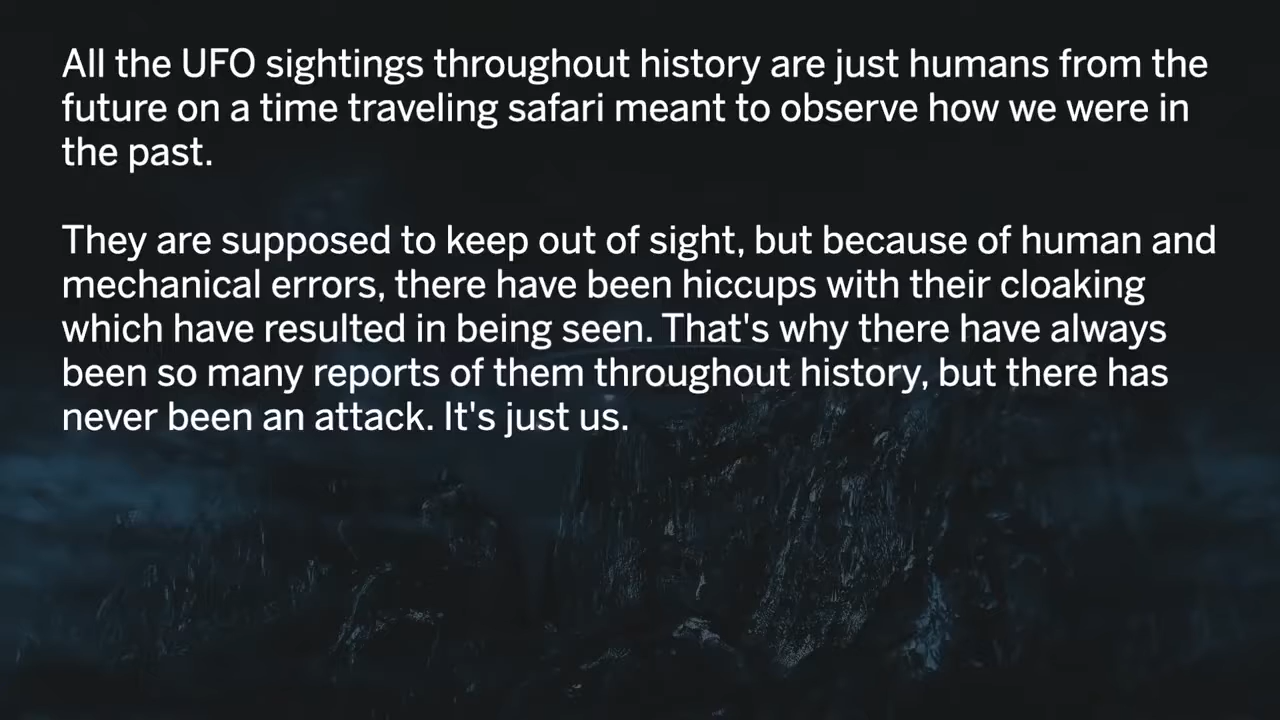 All the UFO sightings throughout history are just humans from the
future on a time traveling safari meant to observe how we were in
the past.
They are supposed to keep out of sight, but because of human and
mechanical errors, there have been hiccups with their cloaking
which have resulted in being seen. That's why there have always
been so many reports of them throughout history, but there has
never been an attack. It's just us.